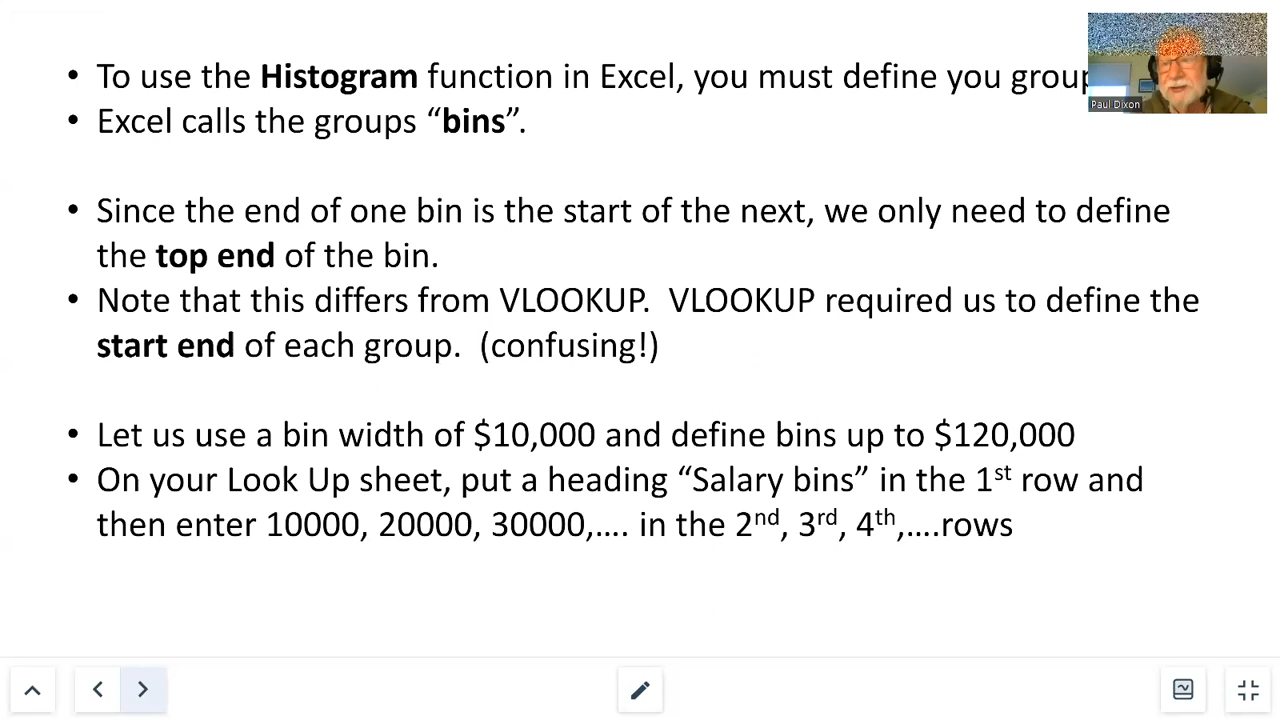 • To use the Histogram function in Excel, you must define you group
• Excel calls the groups “bins”.
• Since the end of one bin is the start of the next, we only need to define
the top end of the bin.
• Note that this differs from VLOOKUP.  VLOOKUP required us to define the
start end of each group.  (confusing!)
• Let us use a bin width of $10,000 and define bins up to $120,000
• On your Look Up sheet, put a heading “Salary bins” in the 1st row and
then enter 10000, 20000, 30000,…. in the 2nd, 3rd, 4th,….rows
Paul Dixon